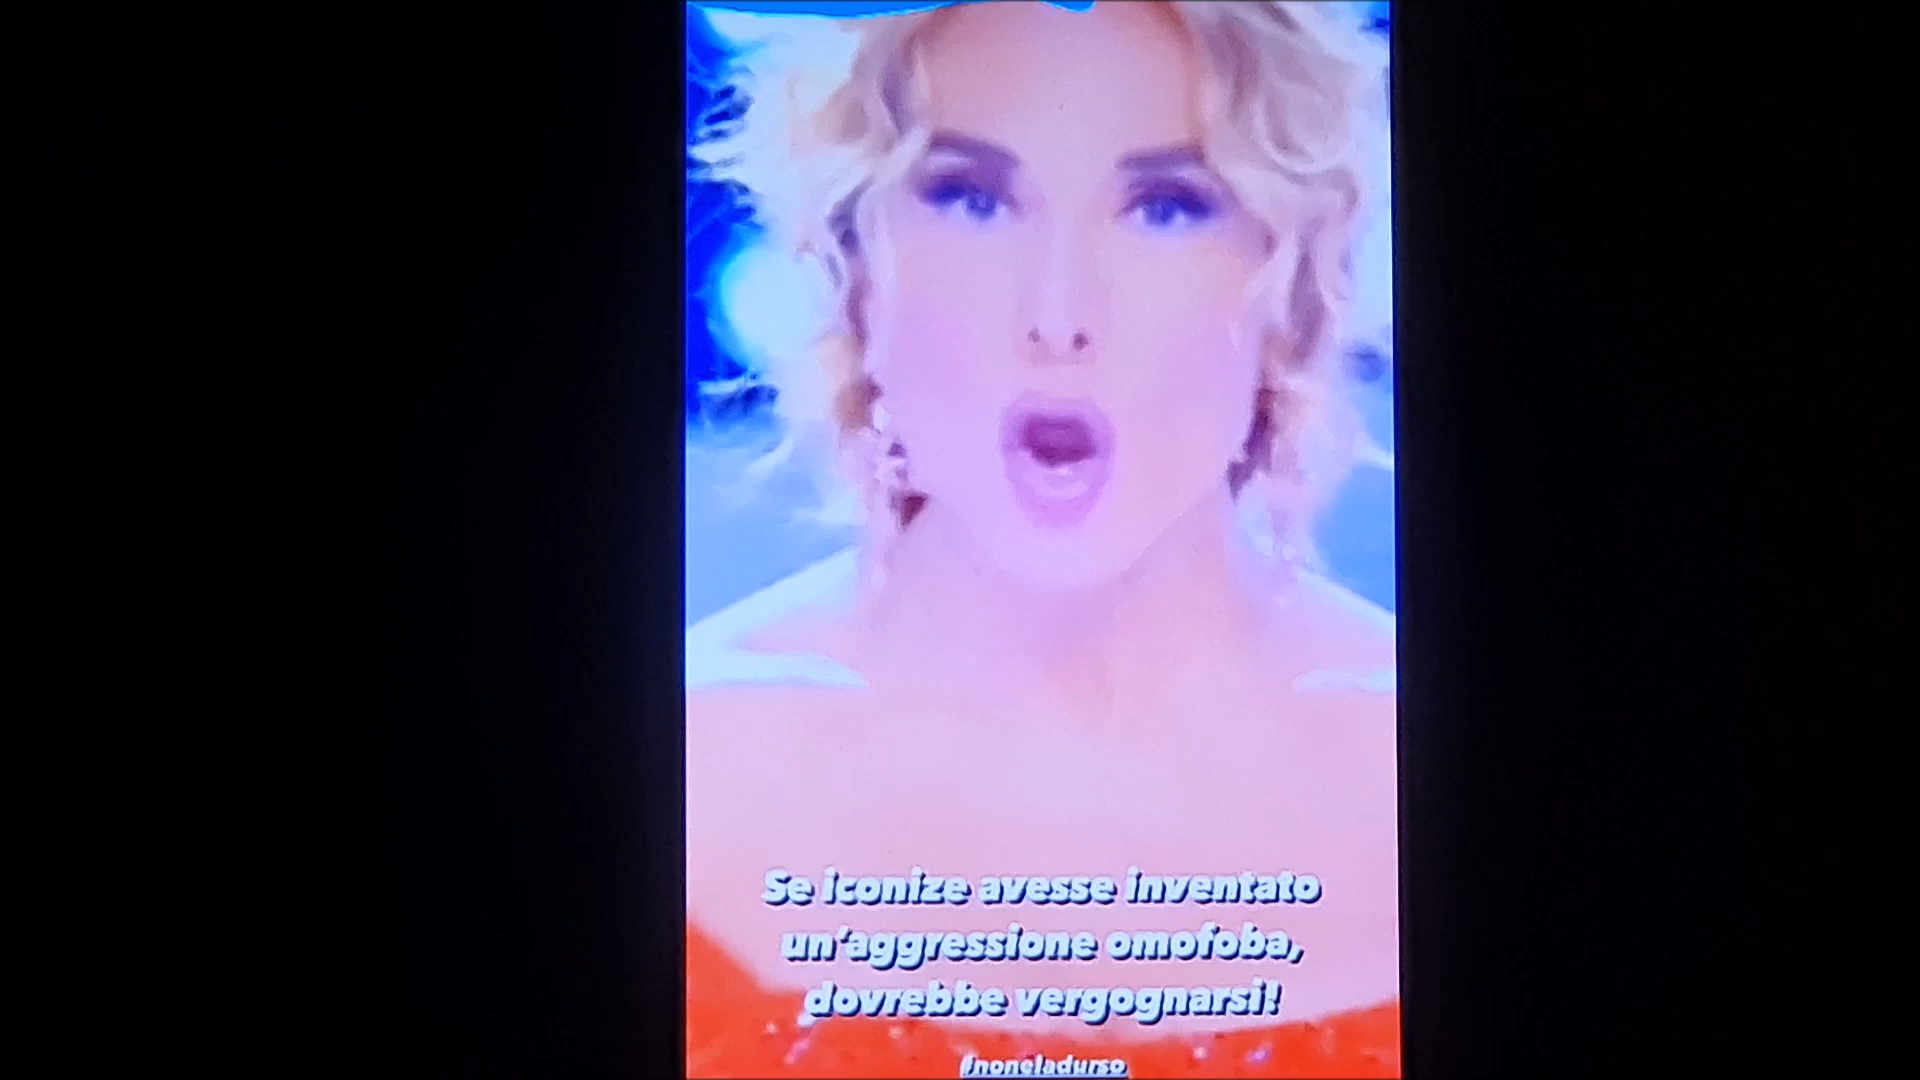 Se iconize avesse inventato
un'aggressione omofoba,
dovrebbe vergognarsi!
#noneladurso